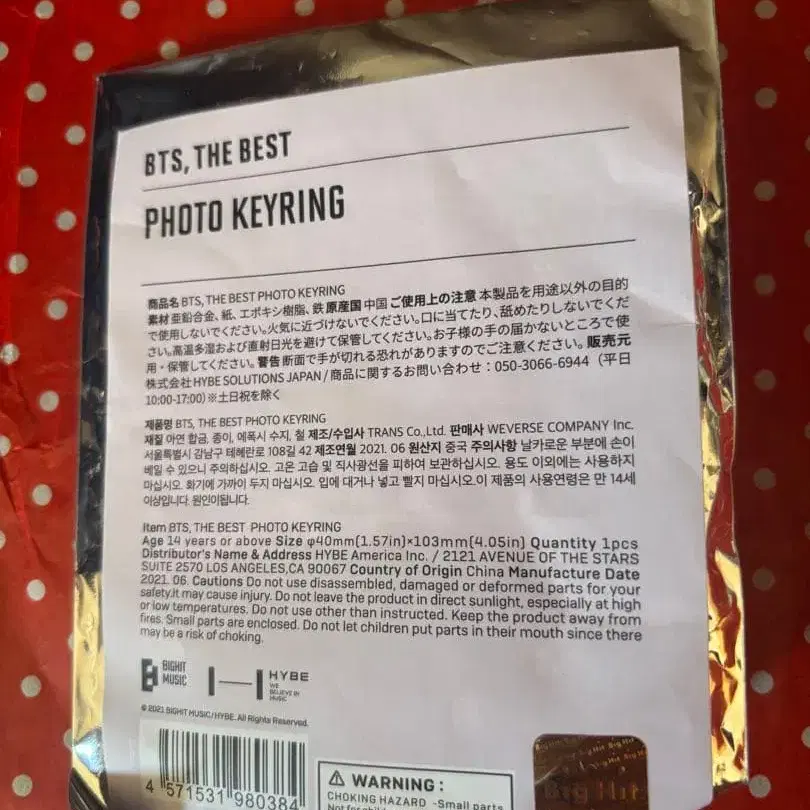 BTS, THE BEST
PHOTO KEYRING
商品名 BTS, THE BEST PHOTO KEYRING
素材 亜鉛合金、紙、エポキシ樹脂、鉄 原産国 中国 ご使用上の注意 本製品を用途以外の目的
で使用しないでください。火気に近づけないでください。口に当てたり、舐めたりしないでくだ
さい。高温多湿および直射日光を避けて保管してください。お子様の手の届かないところで使
用・保管してください。警告 断面で手が切れる恐れがありますのでご注意ください。販売元
株式会社 HYBE SOLUTIONS JAPAN / 商品に関するお問い合わせ：050-3066-6944（平日
10:00-17:00）※土日祝を除く
제품명 BTS, THE BEST PHOTO KEYRING
재질 아연 합금, 종이, 에폭시 수지, 철 제조/수입사 TRANS Co.,Ltd. 판매사 WEVERSE COMPANY Inc.
서울특별시 강남구 테헤란로 108길 42 제조연월 2021. 06 원산지 중국 주의사항 날카로운 부분에 손이
베일 수 있으니 주의하십시오. 고온 고습 및 직사광선을 피하여 보관하십시오. 용도 이외에는 사용하지
마십시오. 화기에 가까이 두지 마십시오. 입에 대거나 넣고 빨지 마십시오.이 제품의 사용연령은 만 14세
이상입니다. 원인이됩니다.
Item BTS, THE BEST PHOTO KEYRING
Age 14 years or above Size φ40mm(1.57in)×103mm(4.05in) Quantity 1pcs
Distributor's Name & Address HYBE America Inc. / 2121 AVENUE OF THE STARS
SUITE 2570 LOS ANGELES,CA 90067 Country of Origin China Manufacture Date
2021. 06. Cautions Do not use disassembled, damaged or deformed parts for your
safety.it may cause injury. Do not leave the product in direct sunlight, especially at high
or low temperatures. Do not use other than instructed. Keep the product away from
fires. Small parts are enclosed. Do not let children put parts in their mouth since there
may be a risk of choking.
BIGHIT
MUSIC
HYBE
WE
BELIEVE IN
MUSIC
© 2021 BIGHIT MUSIC/HYBE. All Rights Reserved.
4 571531 980384
WARNING :
CHOKING HAZARD -Small parts
Big Hit